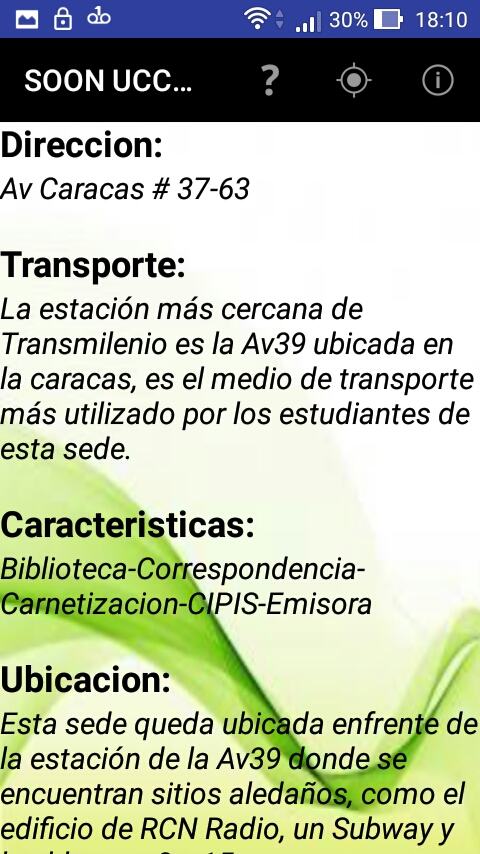 30% 18:10
SOON UCC...
Direccion:
Av Caracas # 37-63
Transporte:
La estación más cercana de
Transmilenio es la Av39 ubicada en
la caracas, es el medio de transporte
más utilizado por los estudiantes de
esta sede.
Caracteristicas:
Biblioteca-Correspondencia-
Carnetizacion-CIPIS-Emisora
Ubicacion:
Esta sede queda ubicada enfrente de
la estación de la Av39 donde se
encuentran sitios aledaños, como el
edificio de RCN Radio, un Subway y